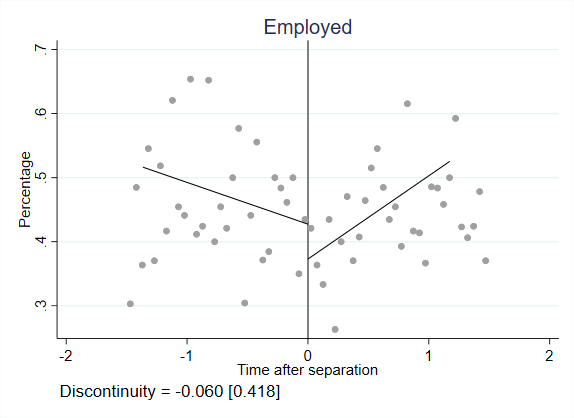 Employed
Percentage
.7
.6
.5
.4
.3
-2 -1 0 1 2
Time after separation
Discontinuity = -0.060 [0.418]